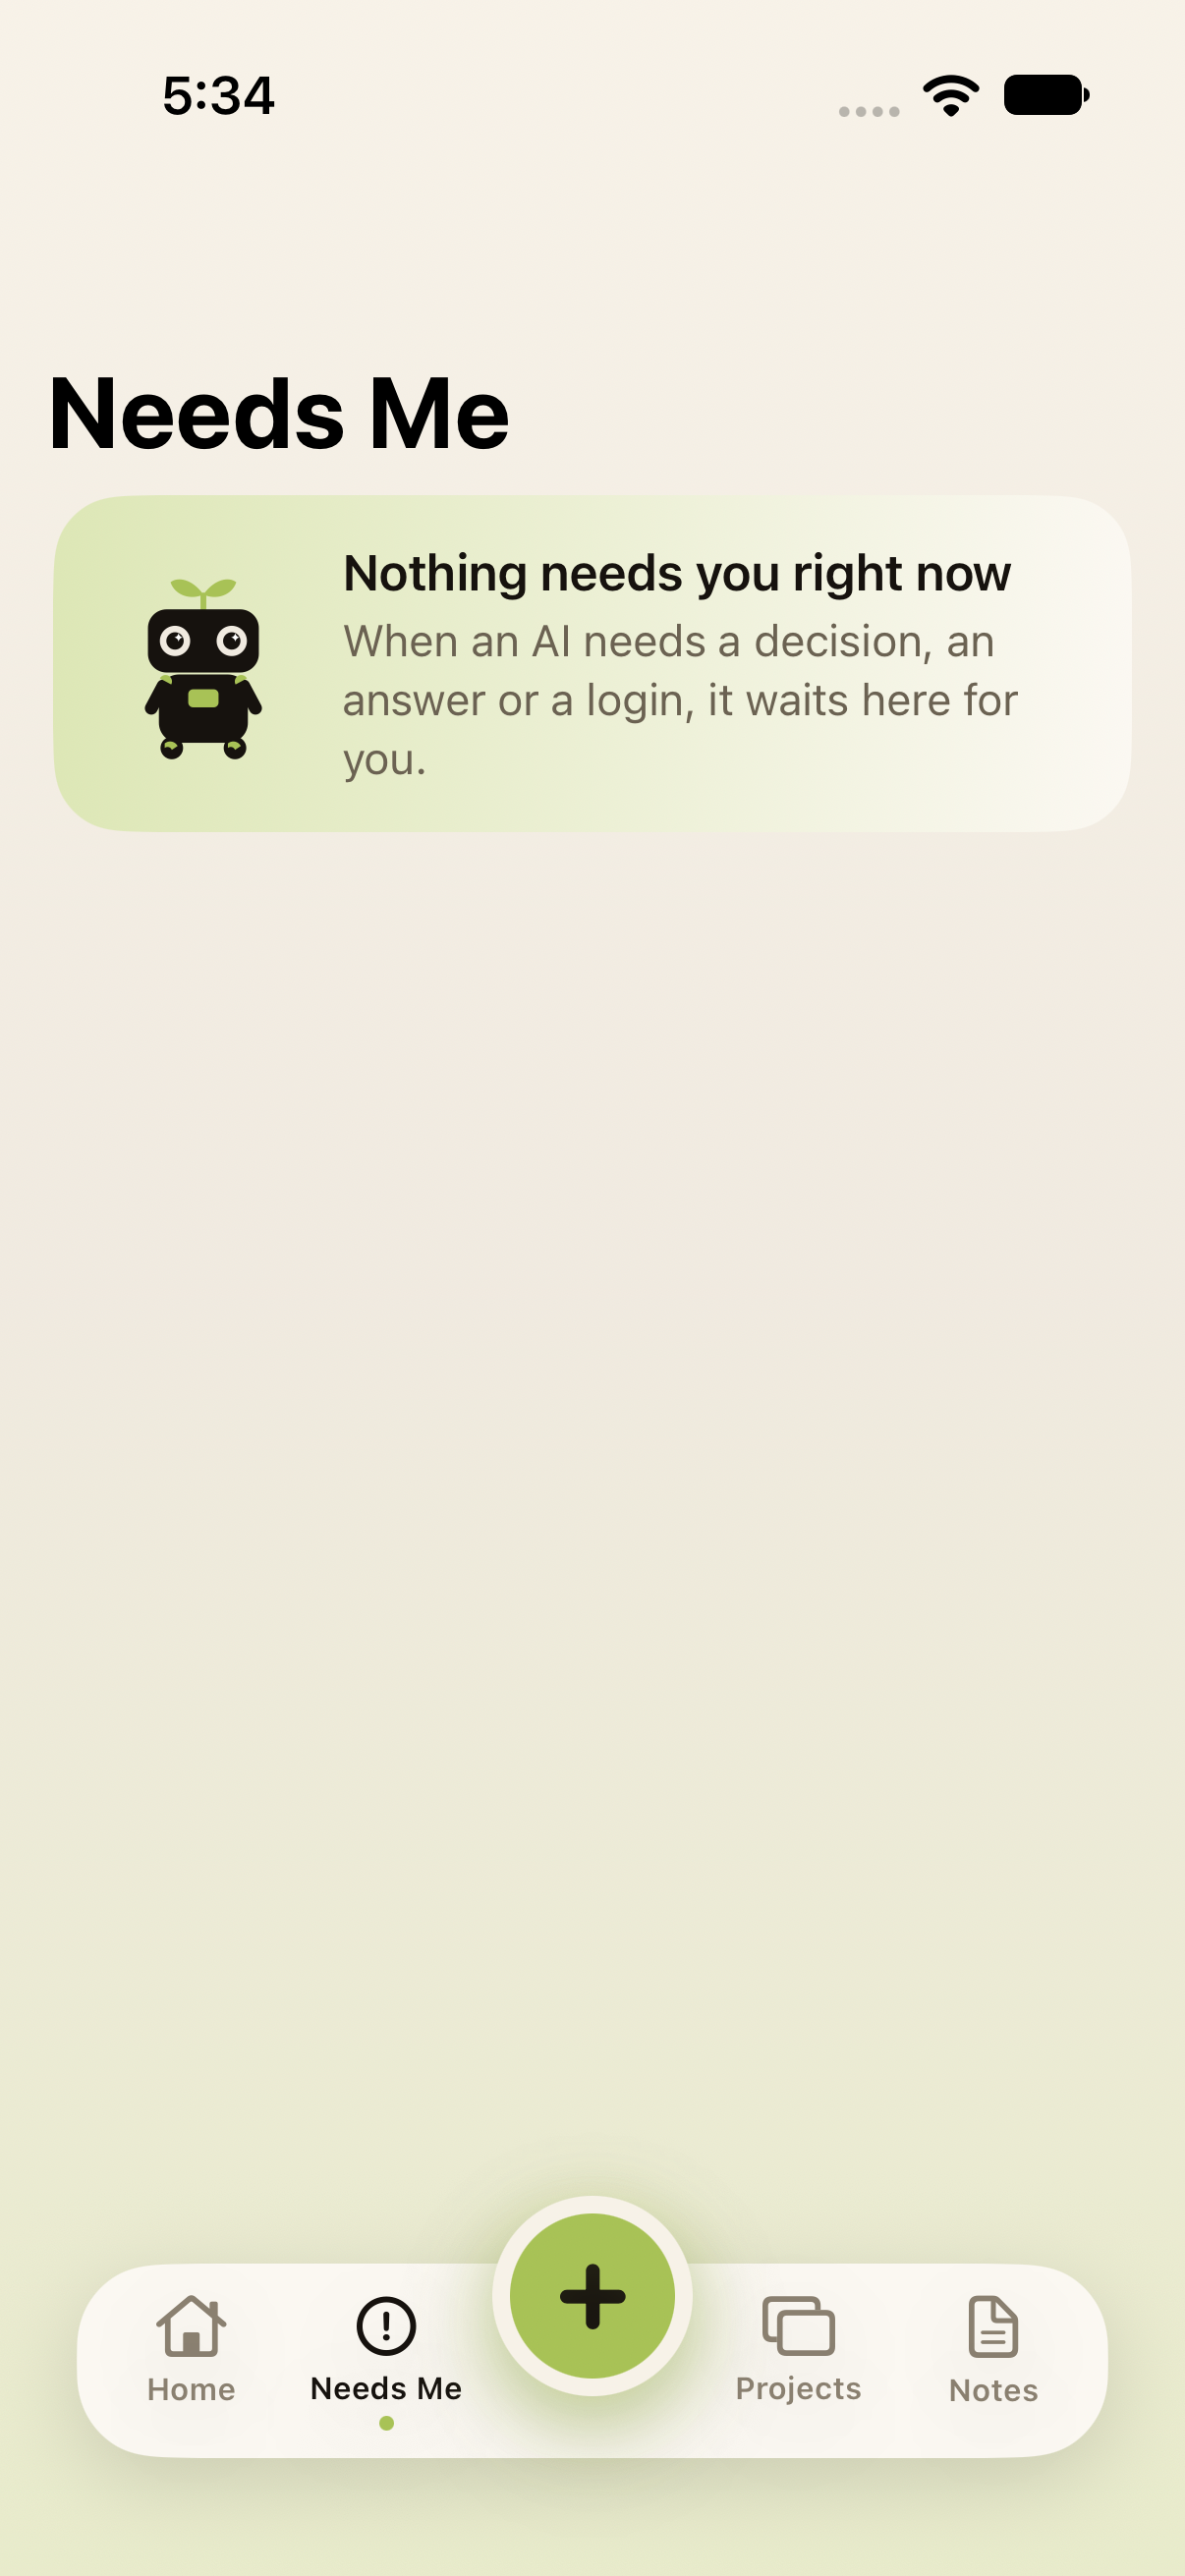 5:34
Needs Me
Nothing needs you right now
When an AI needs a decision, an
answer or a login, it waits here for
you.
Home
Needs Me
Projects
Notes